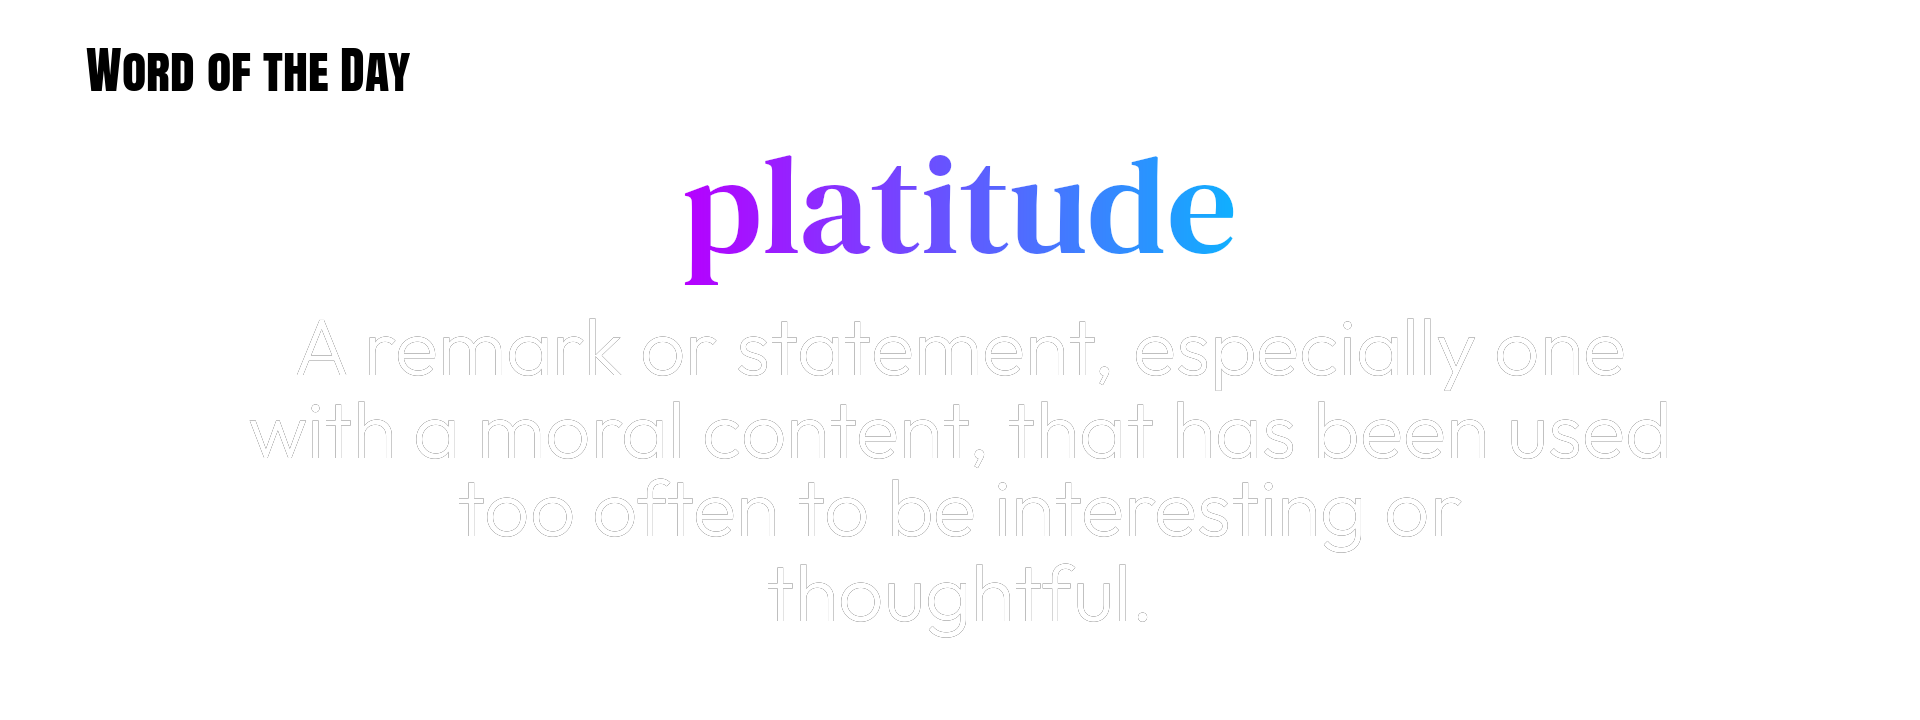 Word of the Day
platitude
A remark or statement, especially one
with a moral content, that has been used
too often to be interesting or
thoughtful.